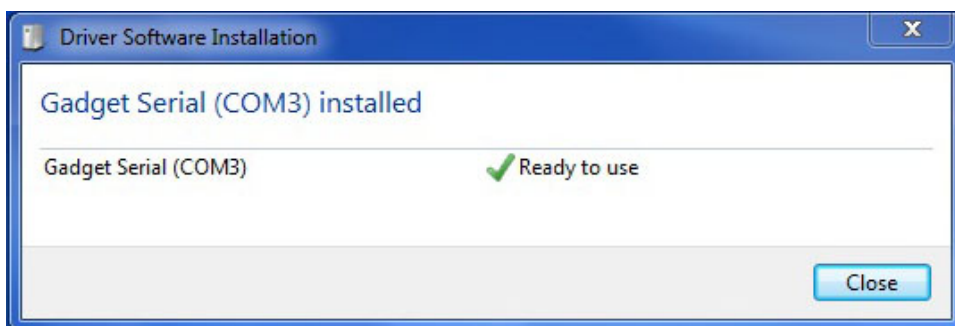 Driver Software Installation
Gadget Serial (COM3) installed
Gadget Serial (COM3) Ready to use
Close